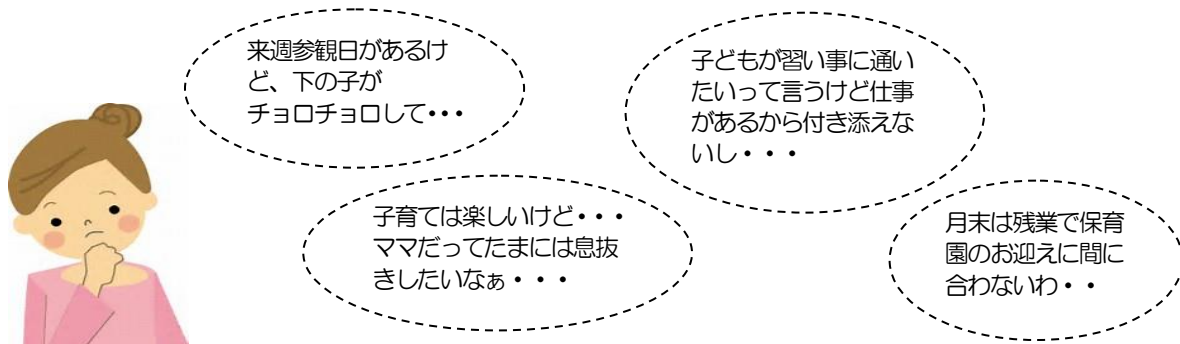 来週参観日があるけ
ど、下の子が
チョロチョロして・・・
子どもが習い事に通い
たいって言うけど仕事
があるから付き添えな
いし・・・
子育ては楽しいけど・・・
ママだってたまには息抜
きしたいなぁ・・・
月末は残業で保育
園のお迎えに間に
合わないわ・・